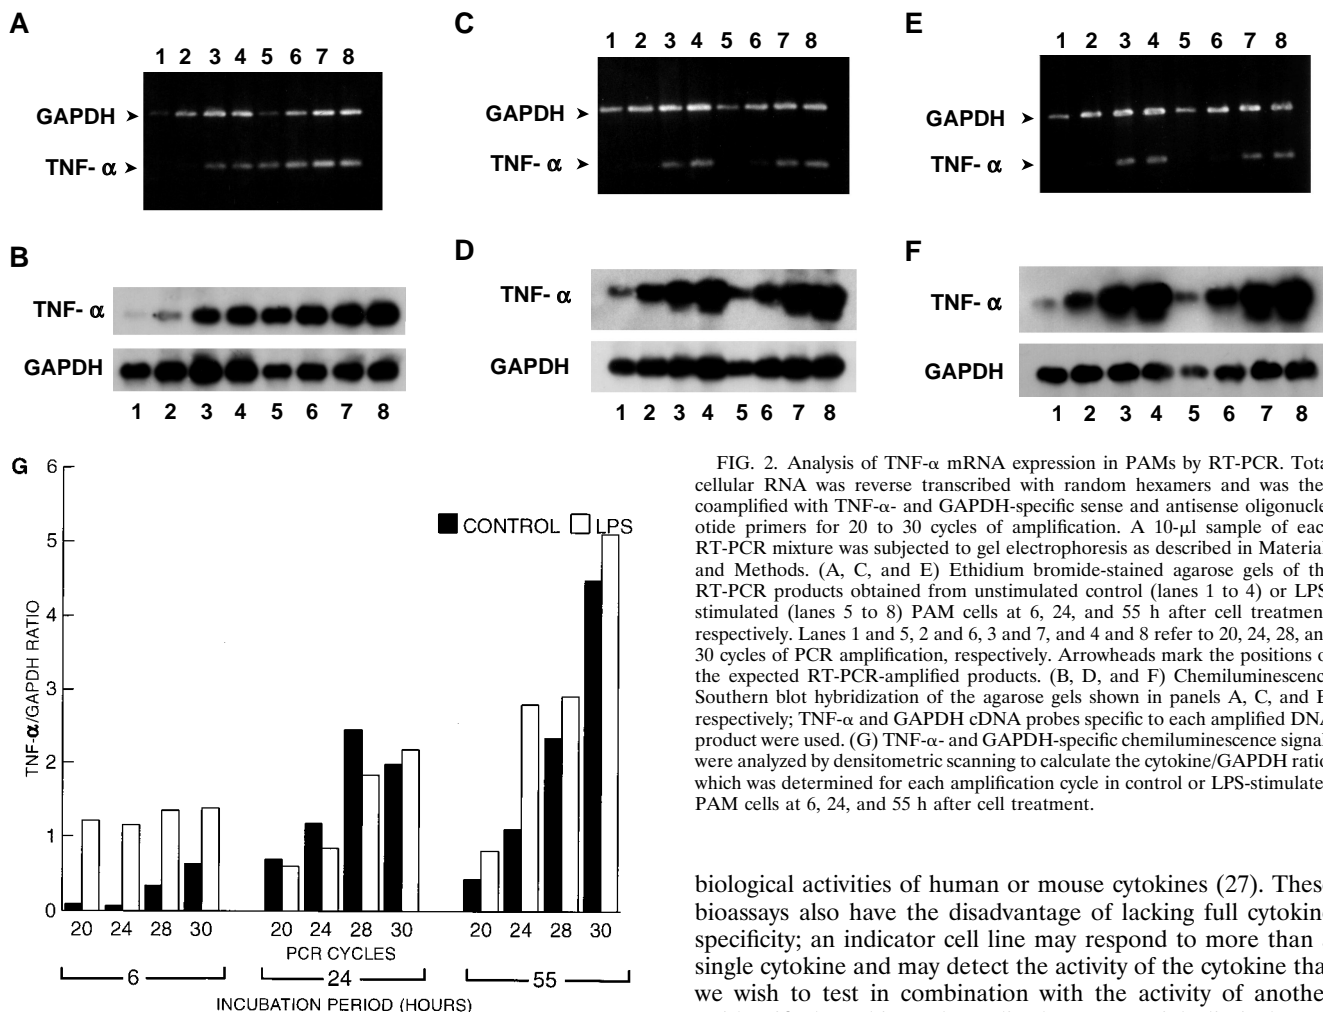 A
1 2 3 4 5 6 7 8
GAPDH
TNF- α
B
TNF- α
GAPDH
1 2 3 4 5 6 7 8
C
1 2 3 4 5 6 7 8
GAPDH
TNF- α
D
TNF- α
GAPDH
1 2 3 4 5 6 7 8
E
1 2 3 4 5 6 7 8
GAPDH
TNF- α
F
TNF- α
GAPDH
1 2 3 4 5 6 7 8
G
6
5
4
3
2
1
0
TNF-α/GAPDH RATIO
CONTROL LPS
20 24 28 30 20 24 28 30 20 24 28 30
PCR CYCLES
6 24 55
INCUBATION PERIOD (HOURS)
FIG. 2. Analysis of TNF-α mRNA expression in PAMs by RT-PCR. Tota
cellular RNA was reverse transcribed with random hexamers and was the
coamplified with TNF-α- and GAPDH-specific sense and antisense oligonucle
otide primers for 20 to 30 cycles of amplification. A 10-μl sample of eac
RT-PCR mixture was subjected to gel electrophoresis as described in Material
and Methods. (A, C, and E) Ethidium bromide-stained agarose gels of th
RT-PCR products obtained from unstimulated control (lanes 1 to 4) or LPS
stimulated (lanes 5 to 8) PAM cells at 6, 24, and 55 h after cell treatmen
respectively. Lanes 1 and 5, 2 and 6, 3 and 7, and 4 and 8 refer to 20, 24, 28, an
30 cycles of PCR amplification, respectively. Arrowheads mark the positions o
the expected RT-PCR-amplified products. (B, D, and F) Chemiluminescenc
Southern blot hybridization of the agarose gels shown in panels A, C, and E
respectively; TNF-α and GAPDH cDNA probes specific to each amplified DNA
product were used. (G) TNF-α- and GAPDH-specific chemiluminescence signal
were analyzed by densitometric scanning to calculate the cytokine/GAPDH ratio
which was determined for each amplification cycle in control or LPS-stimulate
PAM cells at 6, 24, and 55 h after cell treatment.
biological activities of human or mouse cytokines (27). These
bioassays also have the disadvantage of lacking full cytokin
specificity; an indicator cell line may respond to more than
single cytokine and may detect the activity of the cytokine tha
we wish to test in combination with the activity of anothe